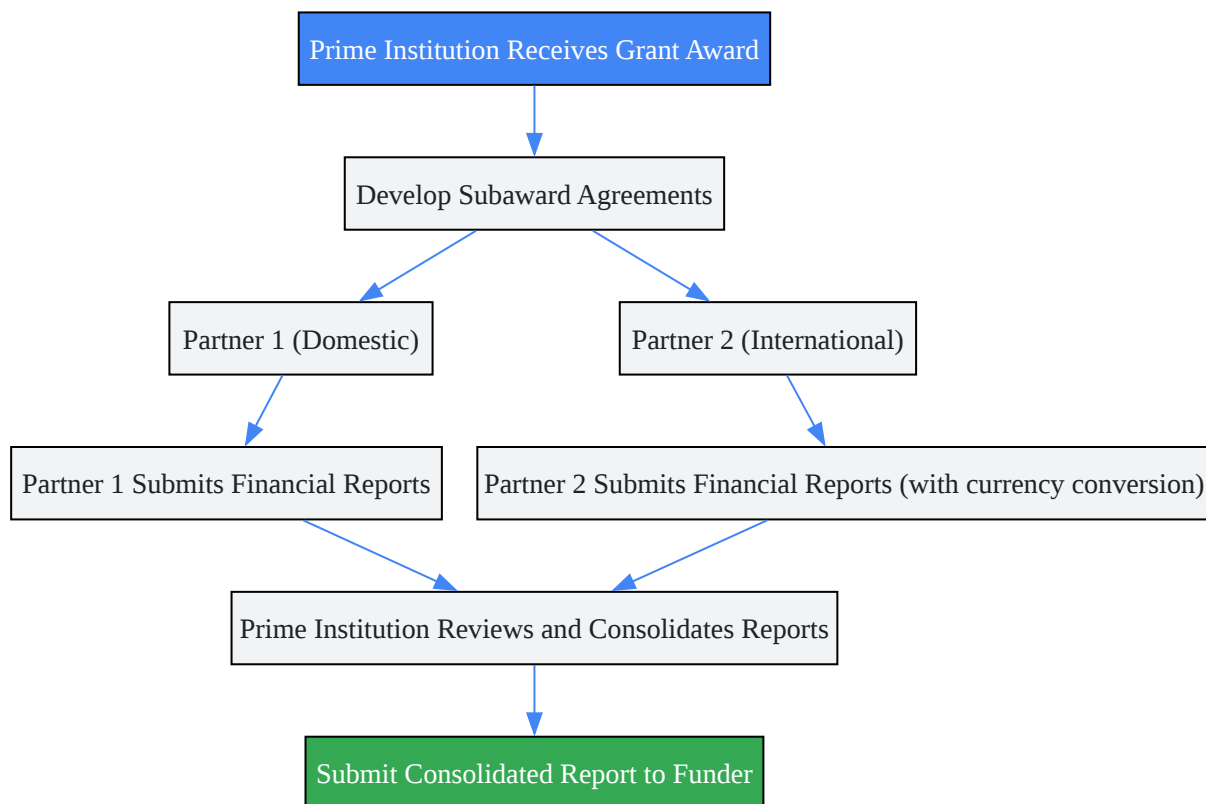 Prime Institution Receives Grant Award
Develop Subaward Agreements
Partner 1 (Domestic)
Partner 2 (International)
Partner 1 Submits Financial Reports
Partner 2 Submits Financial Reports (with currency conversion)
Prime Institution Reviews and Consolidates Reports
Submit Consolidated Report to Funder